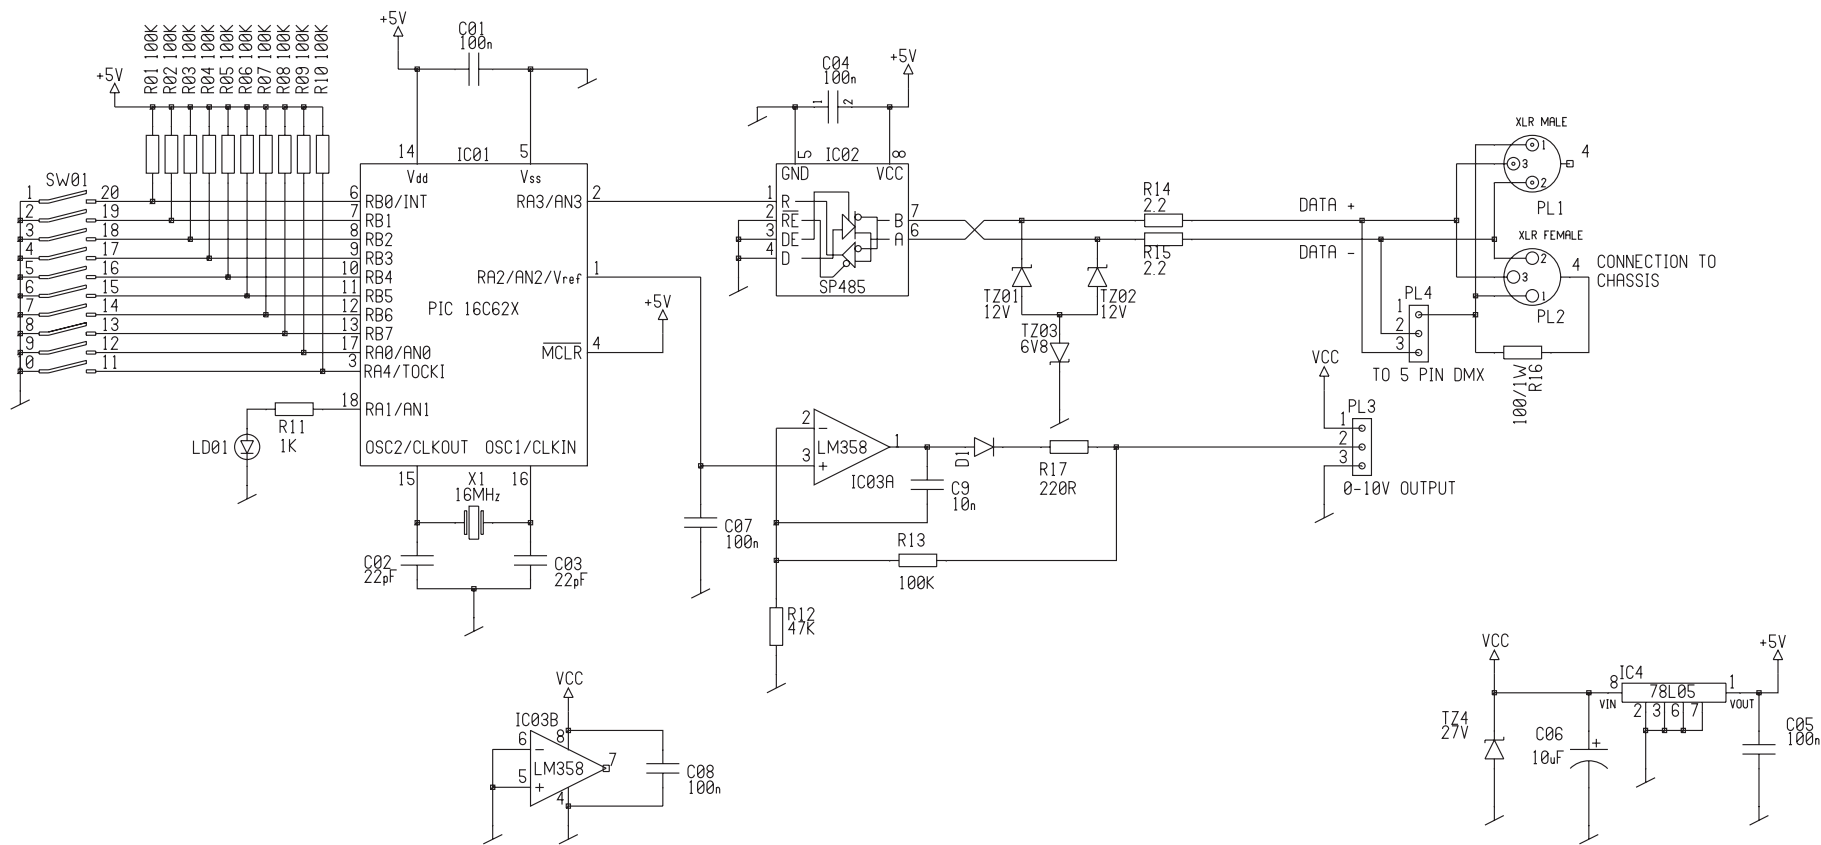 +5V
R01 100K
R02 100K
R03 100K
R04 100K
R05 100K
R06 100K
R07 100K
R08 100K
R09 100K
R10 100K
SW01
1 20
2 19
3 18
4 17
5 16
6 15
7 14
8 13
9 12
0 11
+5V
C01
100n
14
IC01
5
Vdd
Vss
6 RB0/INT
7 RB1
8 RB2
9 RB3
10 RB4
11 RB5
12 RB6
13 RB7
17 RA0/AN0
3 RA4/TOCKI
18 RA1/AN1
RA3/AN3 2
RA2/AN2/Vref 1
PIC 16C62X
MCLR 4
+5V
OSC2/CLKOUT OSC1/CLKIN
15
16
R11
1K
LD01
X1
16MHz
C02
22pF
C03
22pF
C04
100n
1 2
+5V
5
IC02
8
GND
VCC
1 R
2 RE
3 DE
4 D
B 7
A 6
SP485
R14
2.2
R15
2.2
DATA +
DATA -
TZ01
12V
TZ02
12V
TZ03
6V8
XLR MALE
1
3
2
4
PL1
XLR FEMALE
2
3
1
4
PL2
CONNECTION TO
CHASSIS
PL4
1
2
3
TO 5 PIN DMX
100/1W
R16
VCC
PL3
1
2
3
0-10V OUTPUT
2
3
−
+
LM358
1
IC03A
D1
C9
10n
R17
220R
C07
100n
R13
100K
R12
47K
VCC
IC03B
6
8
−
7
LM358
5
+
4
C08
100n
VCC
+5V
IC4
8
78L05
1
VIN
2 3 6 7
VOUT
TZ4
27V
C06
+
10uF
C05
100n